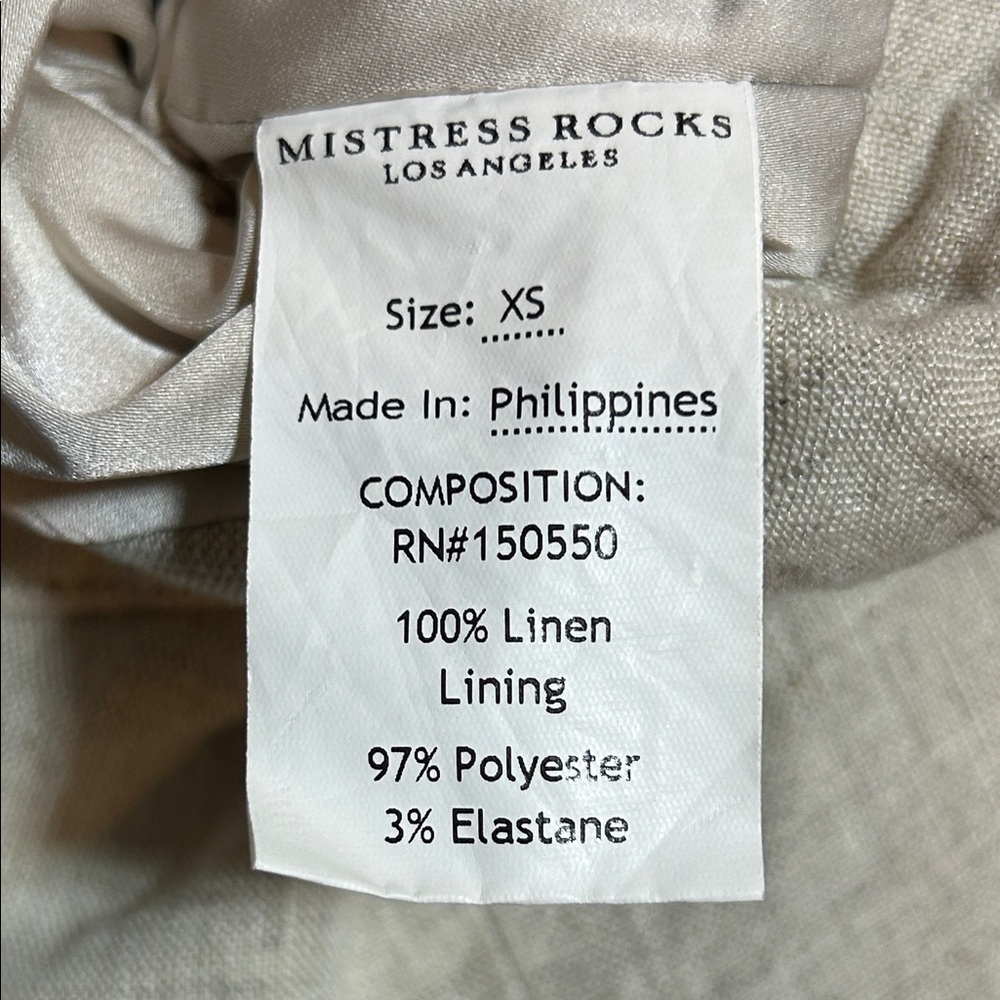 MISTRESS ROCKS
LOS ANGELES
Size: XS
Made In: Philippines
COMPOSITION:
RN#150550
100% Linen
Lining
97% Polyester
3% Elastane